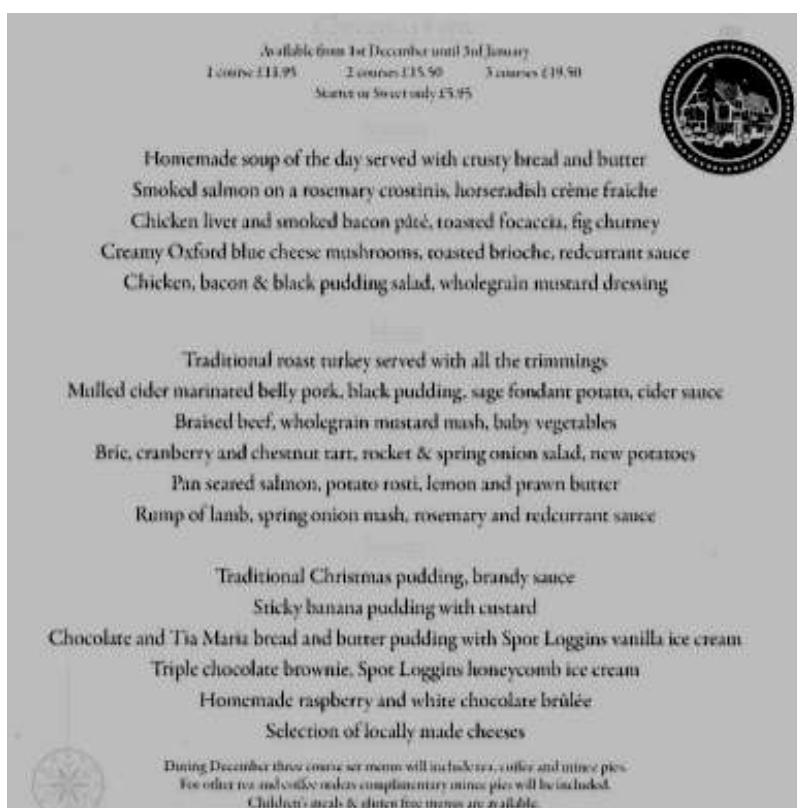 Available from 1st December until 3rd January
1 course £11.95 2 courses £15.50 3 courses £19.50
Starter or Sweet only £5.95
Homemade soup of the day served with crusty bread and butter
Smoked salmon on a rosemary crostinis, horseradish crème fraiche
Chicken liver and smoked bacon pâté, toasted focaccia, fig chutney
Creamy Oxford blue cheese mushrooms, toasted brioche, redcurrant sauce
Chicken, bacon & black pudding salad, wholegrain mustard dressing
Traditional roast turkey served with all the trimmings
Mulled cider marinated belly pork, black pudding, sage fondant potato, cider sauce
Braised beef, wholegrain mustard mash, baby vegetables
Brie, cranberry and chestnut tart, rocket & spring onion salad, new potatoes
Pan seared salmon, potato rosti, lemon and prawn butter
Rump of lamb, spring onion mash, rosemary and redcurrant sauce
Traditional Christmas pudding, brandy sauce
Sticky banana pudding with custard
Chocolate and Tia Maria bread and butter pudding with Spot Loggins vanilla ice cream
Triple chocolate brownie, Spot Loggins honeycomb ice cream
Homemade raspberry and white chocolate brûlée
Selection of locally made cheeses
During December three course set menus will include tea, coffee and mince pies.
For other tea and coffee orders complimentary mince pies will be included.
Children's meals & gluten free menus are available.